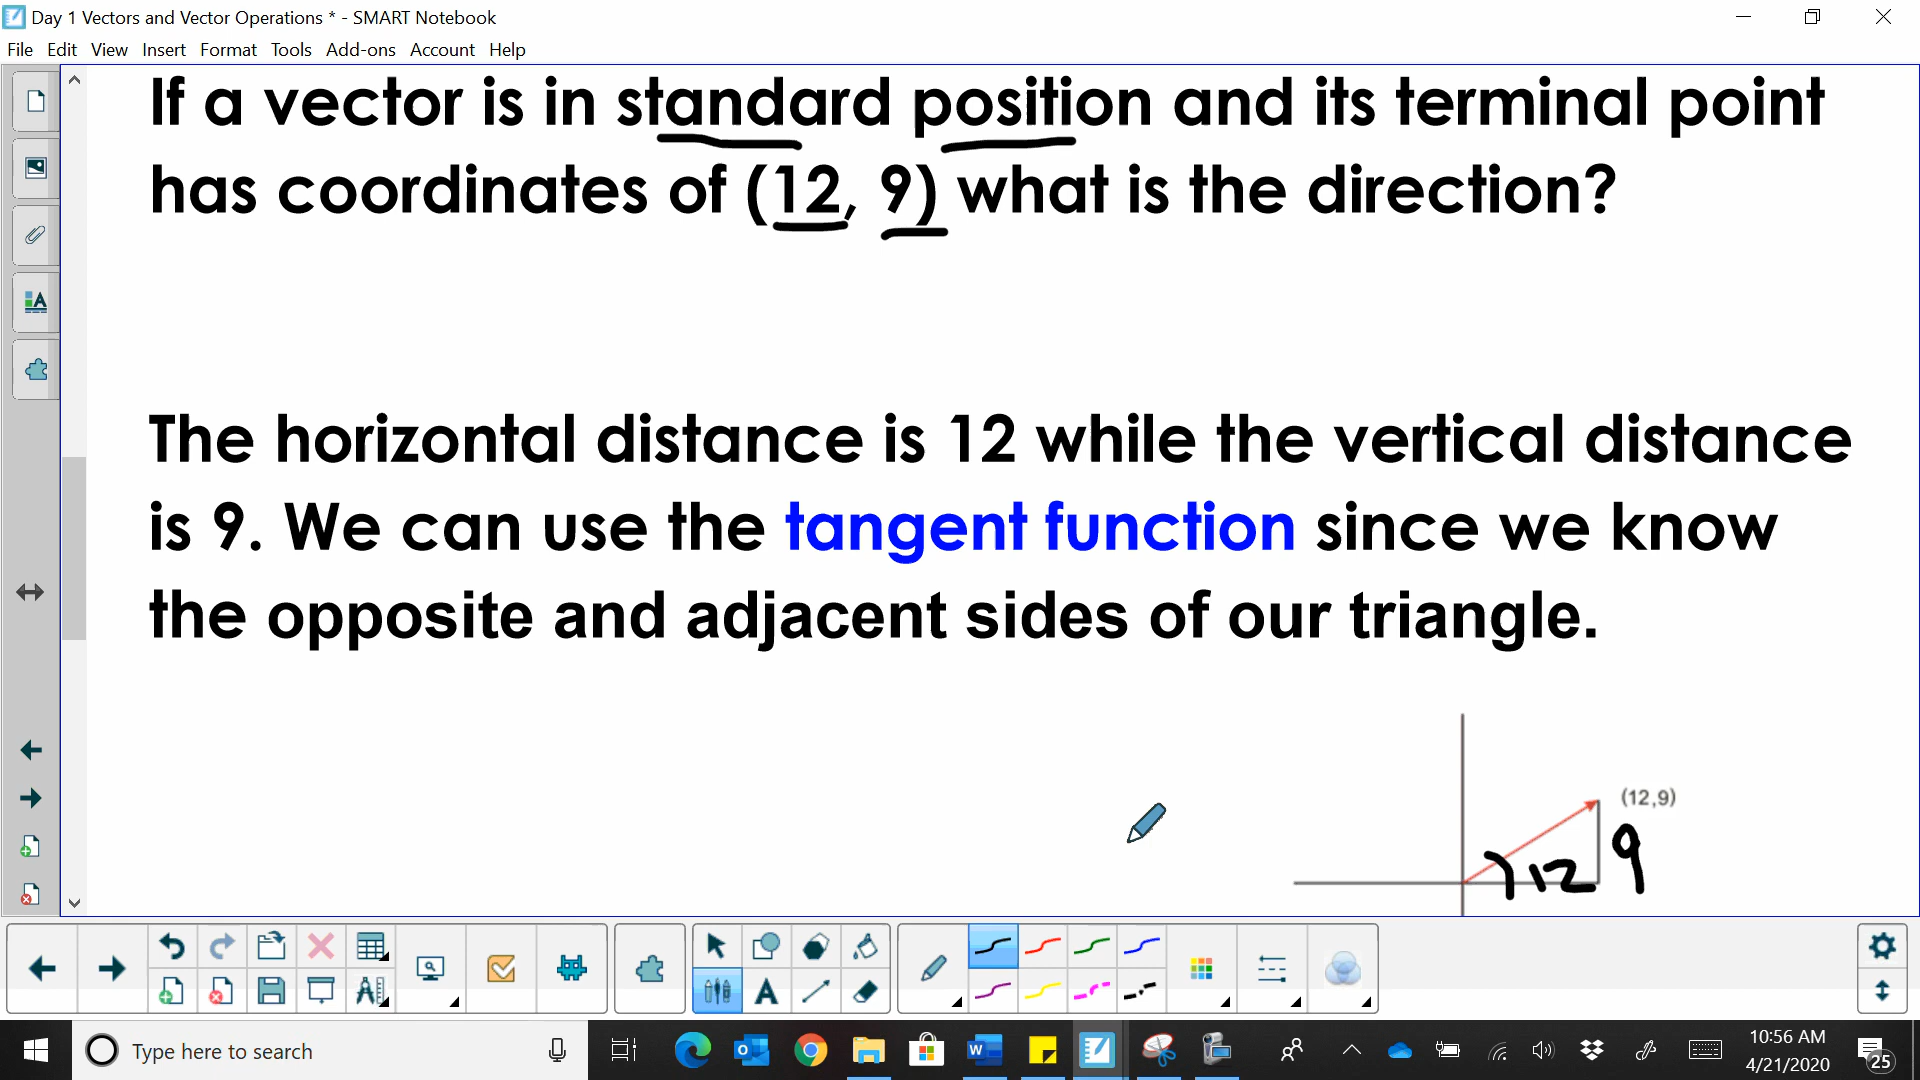 Day 1 Vectors and Vector Operations * - SMART Notebook
File Edit View Insert Format Tools Add-ons Account Help
If a vector is in standard position and its terminal point
has coordinates of (12, 9) what is the direction?
The horizontal distance is 12 while the vertical distance
is 9. We can use the tangent function since we know
the opposite and adjacent sides of our triangle.
(12,9)
12 9
Type here to search
10:56 AM
4/21/2020
25